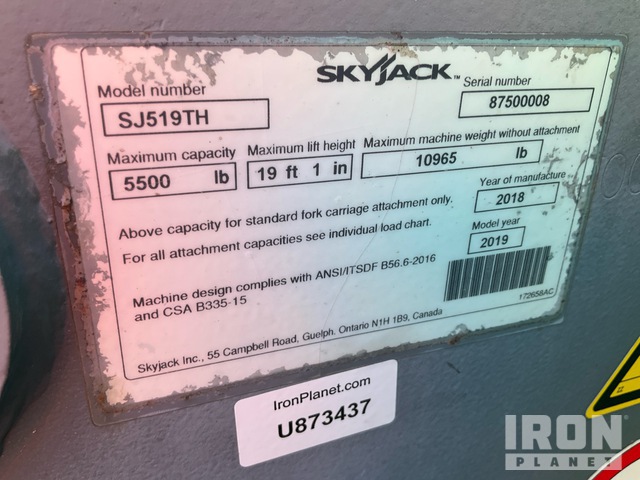 SKYJACK™
Model number
Serial number
SJ519TH
87500008
Maximum capacity
Maximum lift height
Maximum machine weight without attachment
5500 lb
19 ft 1 in
10965 lb
Above capacity for standard fork carriage attachment only.
For all attachment capacities see individual load chart.
Year of manufacture
2018
Model year
2019
Machine design complies with ANSI/ITSDF B56.6-2016
and CSA B335-15
172658AC
Skyjack Inc., 55 Campbell Road, Guelph. Ontario N1H 1B9, Canada
IronPlanet.com
U873437
IRON
PLANET